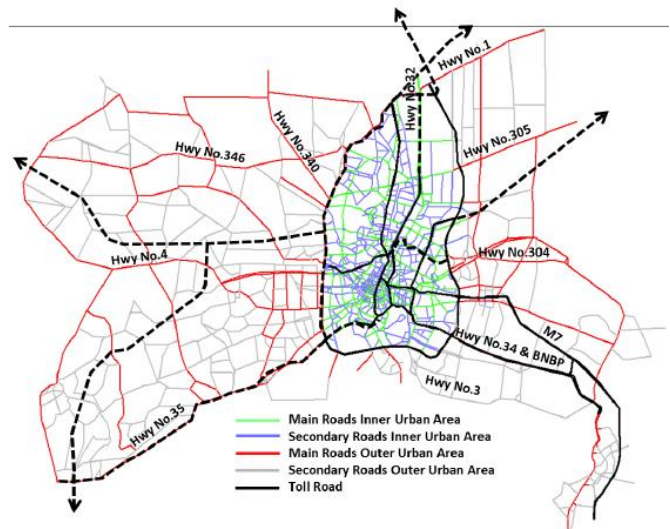 Hwy No.1
Hwy No.32
Hwy No.305
Hwy No.346
Hwy No.340
Hwy No.4
Hwy No.304
M7
Hwy No.34 & BNBP
Hwy No.3
Hwy No.35
Main Roads Inner Urban Area
Secondary Roads Inner Urban Area
Main Roads Outer Urban Area
Secondary Roads Outer Urban Area
Toll Road